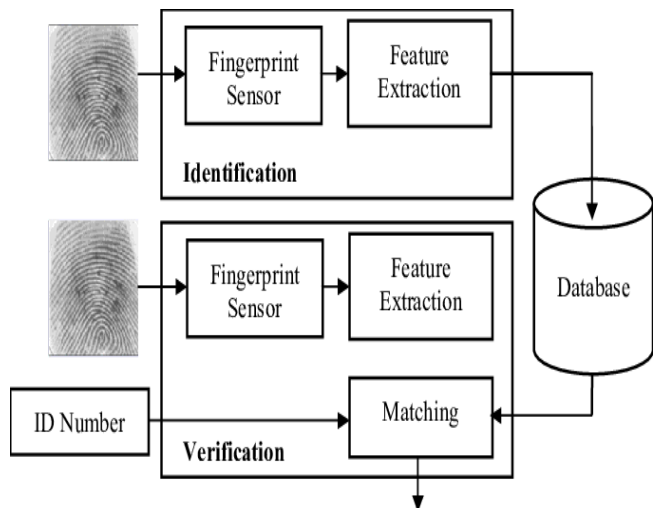 Fingerprint
Sensor
Feature
Extraction
Identification
Fingerprint
Sensor
Feature
Extraction
Database
ID Number
Matching
Verification